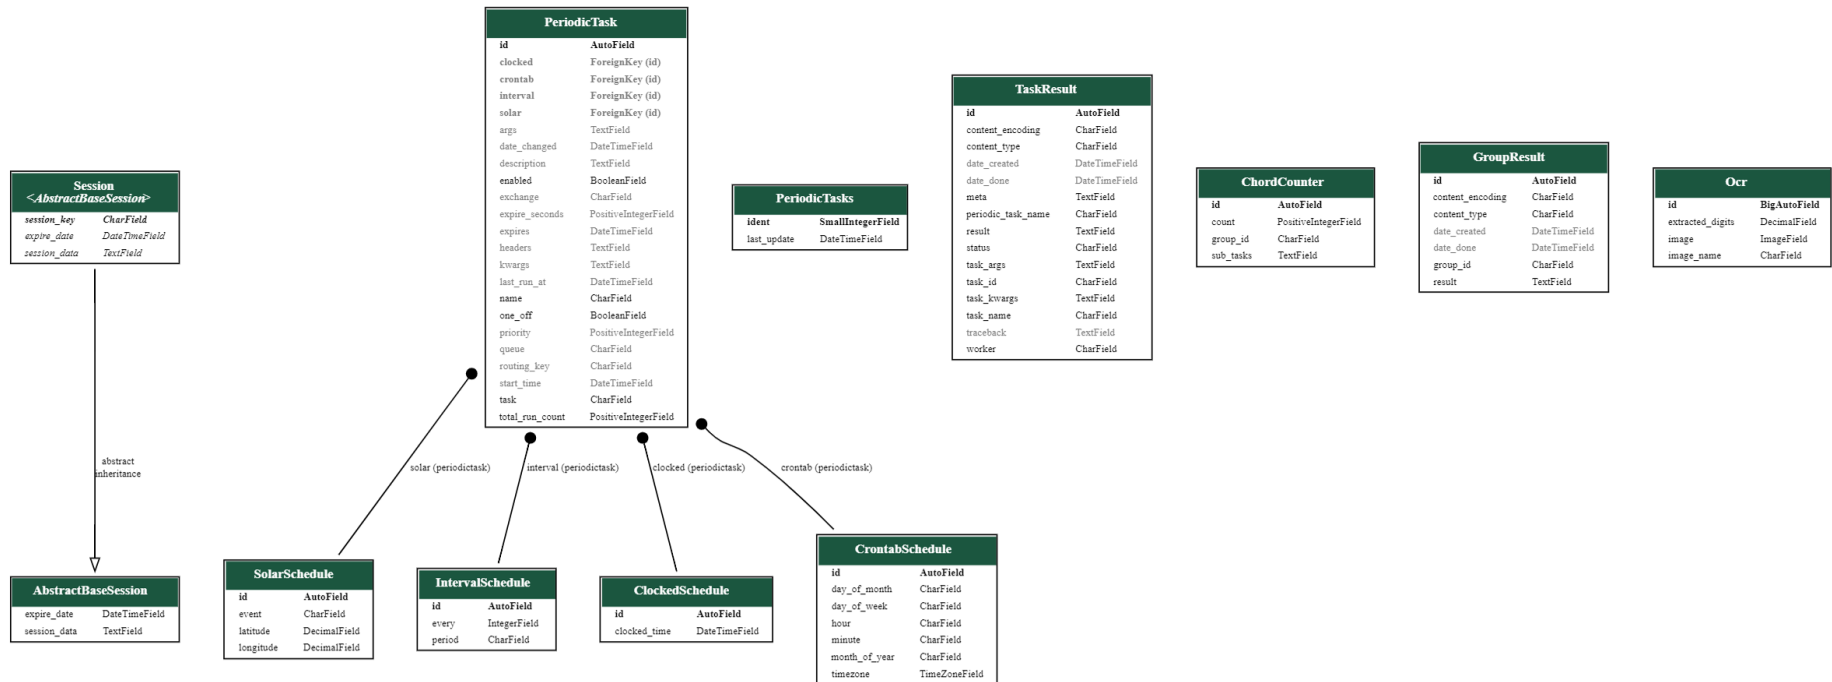 PeriodicTask
id AutoField
clocked ForeignKey (id)
crontab ForeignKey (id)
interval ForeignKey (id)
solar ForeignKey (id)
args TextField
date_changed DateTimeField
description TextField
enabled BooleanField
exchange CharField
expire_seconds PositiveIntegerField
expires DateTimeField
headers TextField
kwargs TextField
last_run_at DateTimeField
name CharField
one_off BooleanField
priority PositiveIntegerField
queue CharField
routing_key CharField
start_time DateTimeField
task CharField
total_run_count PositiveIntegerField
Session
<AbstractBaseSession>
session_key CharField
expire_date DateTimeField
session_data TextField
PeriodicTasks
ident SmallIntegerField
last_update DateTimeField
TaskResult
id AutoField
content_encoding CharField
content_type CharField
date_created DateTimeField
date_done DateTimeField
meta TextField
periodic_task_name CharField
result TextField
status CharField
task_args TextField
task_id CharField
task_kwargs TextField
task_name CharField
traceback TextField
worker CharField
ChordCounter
id AutoField
count PositiveIntegerField
group_id CharField
sub_tasks TextField
GroupResult
id AutoField
content_encoding CharField
content_type CharField
date_created DateTimeField
date_done DateTimeField
group_id CharField
result TextField
Ocr
id BigAutoField
extracted_digits DecimalField
image ImageField
image_name CharField
abstract
inheritance
solar (periodictask)
interval (periodictask)
clocked (periodictask)
crontab (periodictask)
AbstractBaseSession
expire_date DateTimeField
session_data TextField
SolarSchedule
id AutoField
event CharField
latitude DecimalField
longitude DecimalField
IntervalSchedule
id AutoField
every IntegerField
period CharField
ClockedSchedule
id AutoField
clocked_time DateTimeField
CrontabSchedule
id AutoField
day_of_month CharField
day_of_week CharField
hour CharField
minute CharField
month_of_year CharField
timezone TimeZoneField